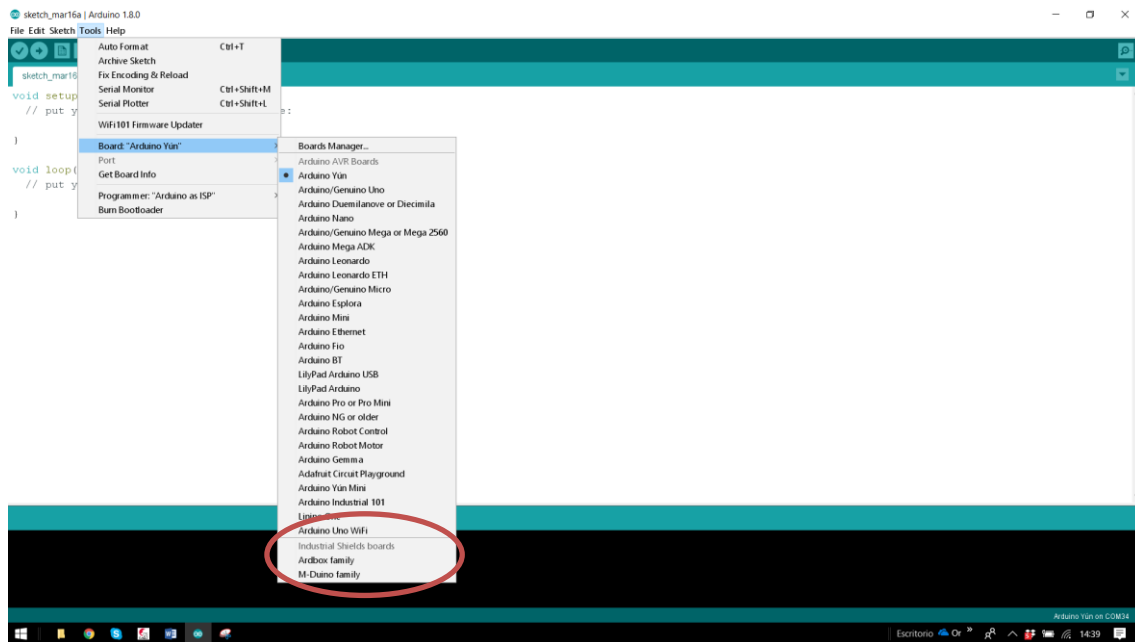 sketch_mar16a | Arduino 1.8.0
File Edit Sketch Tools Help
Auto Format Ctrl+T
Archive Sketch
Fix Encoding & Reload
Serial Monitor Ctrl+Shift+M
Serial Plotter Ctrl+Shift+L
WiFi101 Firmware Updater
Board: "Arduino Yún"
Port
Get Board Info
Programmer: "Arduino as ISP"
Burn Bootloader
sketch_mar16
void setup
// put y e:
}
void loop(
// put y
}
Boards Manager...
Arduino AVR Boards
Arduino Yún
Arduino/Genuino Uno
Arduino Duemilanove or Diecimila
Arduino Nano
Arduino/Genuino Mega or Mega 2560
Arduino Mega ADK
Arduino Leonardo
Arduino Leonardo ETH
Arduino/Genuino Micro
Arduino Esplora
Arduino Mini
Arduino Ethernet
Arduino Fio
Arduino BT
LilyPad Arduino USB
LilyPad Arduino
Arduino Pro or Pro Mini
Arduino NG or older
Arduino Robot Control
Arduino Robot Motor
Arduino Gemma
Adafruit Circuit Playground
Arduino Yún Mini
Arduino Industrial 101
Linino One
Arduino Uno WiFi
Industrial Shields boards
Ardbox family
M-Duino family
Arduino Yún on COM34
Escritorio Or » 14:39